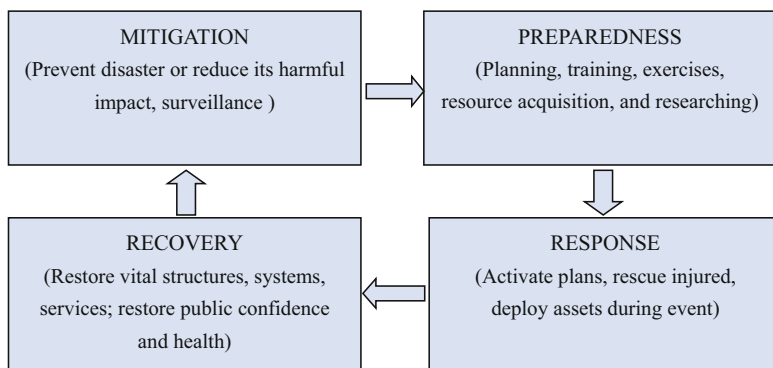 MITIGATION
(Prevent disaster or reduce its harmful
impact, surveillance )
PREPAREDNESS
(Planning, training, exercises,
resource acquisition, and researching)
RECOVERY
(Restore vital structures, systems,
services; restore public confidence
and health)
RESPONSE
(Activate plans, rescue injured,
deploy assets during event)